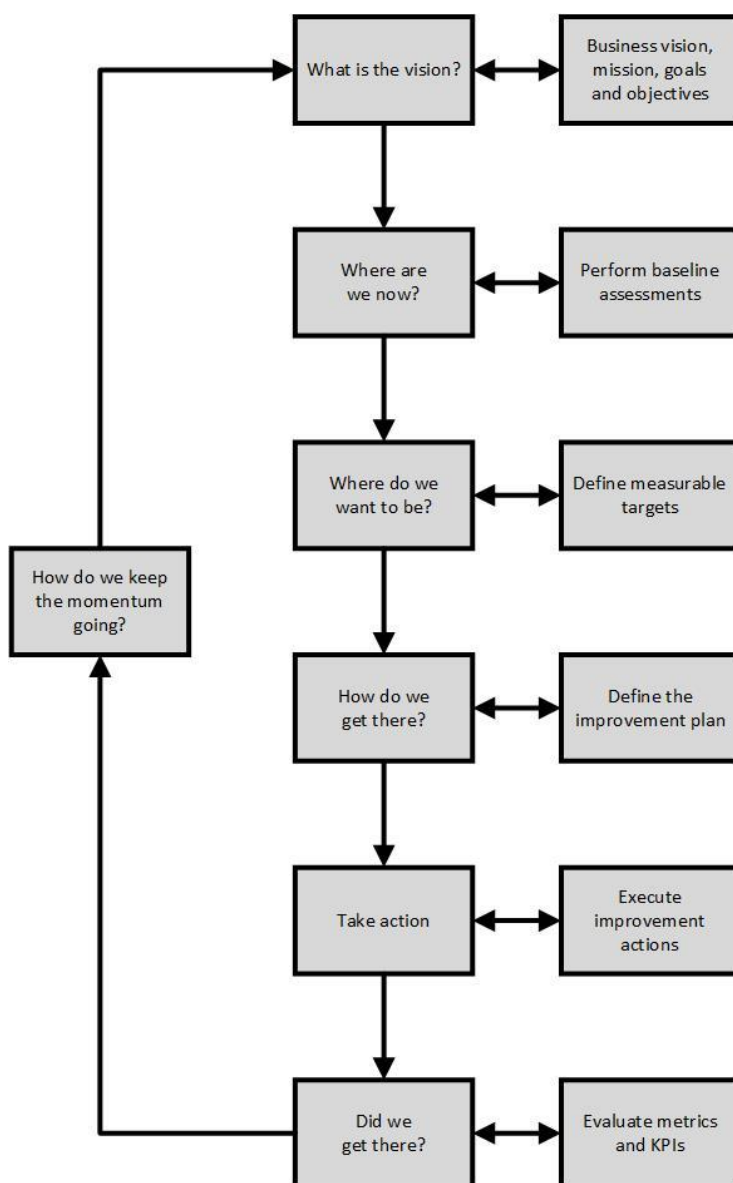 What is the vision?
Business vision,
mission, goals
and objectives
Where are
we now?
Perform baseline
assessments
Where do we
want to be?
Define measurable
targets
How do we keep
the momentum
going?
How do we
get there?
Define the
improvement plan
Take action
Execute
improvement
actions
Did we
get there?
Evaluate metrics
and KPIs